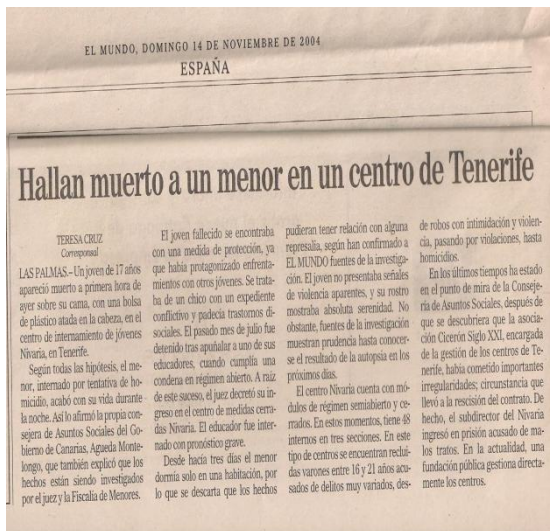 EL MUNDO, DOMINGO 14 DE NOVIEMBRE DE 2004
ESPAÑA
Hallan muerto a un menor en un centro de Tenerife
TERESA CRUZ
Corresponsal
LAS PALMAS.- Un joven de 17 años
apareció muerto a primera hora de
ayer sobre su cama, con una bolsa
de plástico atada en la cabeza, en el
centro de internamiento de jóvenes
Nivaria, en Tenerife.
Según todas las hipótesis, el me-
nor, internado por tentativa de ho-
micidio, acabó con su vida durante
la noche. Así lo afirmó la propia con-
sejera de Asuntos Sociales del Go-
bierno de Canarias, Agueda Monte-
longo, que también explicó que los
hechos están siendo investigados
por el juez y la Fiscalía de Menores.
El joven fallecido se encontraba
con una medida de protección, ya
que había protagonizado enfrenta-
mientos con otros jóvenes. Se trata-
ba de un chico con un expediente
conflictivo y padecía trastornos di-
sociales. El pasado mes de julio fue
detenido tras apuñalar a uno de sus
educadores, cuando cumplía una
condena en régimen abierto. A raíz
de este suceso, el juez decretó su in-
greso en el centro de medidas cerra-
das Nivaria. El educador fue inter-
nado con pronóstico grave.
Desde hacía tres días el menor
dormía solo en una habitación, por
lo que se descarta que los hechos
pudieran tener relación con alguna
represalia, según han confirmado a
EL MUNDO fuentes de la investiga-
ción. El joven no presentaba señales
de violencia aparentes, y su rostro
mostraba absoluta serenidad. No
obstante, fuentes de la investigación
muestran prudencia hasta conocer-
se el resultado de la autopsia en los
próximos días.
El centro Nivaria cuenta con mó-
dulos de régimen semiabierto y ce-
rrados. En estos momentos, tiene 48
internos en tres secciones. En este
tipo de centros se encuentran reclui-
das varones entre 16 y 21 años acu-
sados de delitos muy variados, des-
de robos con intimidación y violen-
cia, pasando por violaciones, hasta
homicidios.
En los últimos tiempos ha estado
en el punto de mira de la Conseje-
ría de Asuntos Sociales, después de
que se descubriera que la asocia-
ción Cicerón Siglo XXI, encargada
de la gestión de los centros de Te-
nerife, había cometido importantes
irregularidades; circunstancia que
llevó a la rescisión del contrato. De
hecho, el subdirector del Nivaria
ingresó en prisión acusado de ma-
los tratos. En la actualidad, una
fundación pública gestiona directa-
mente los centros.